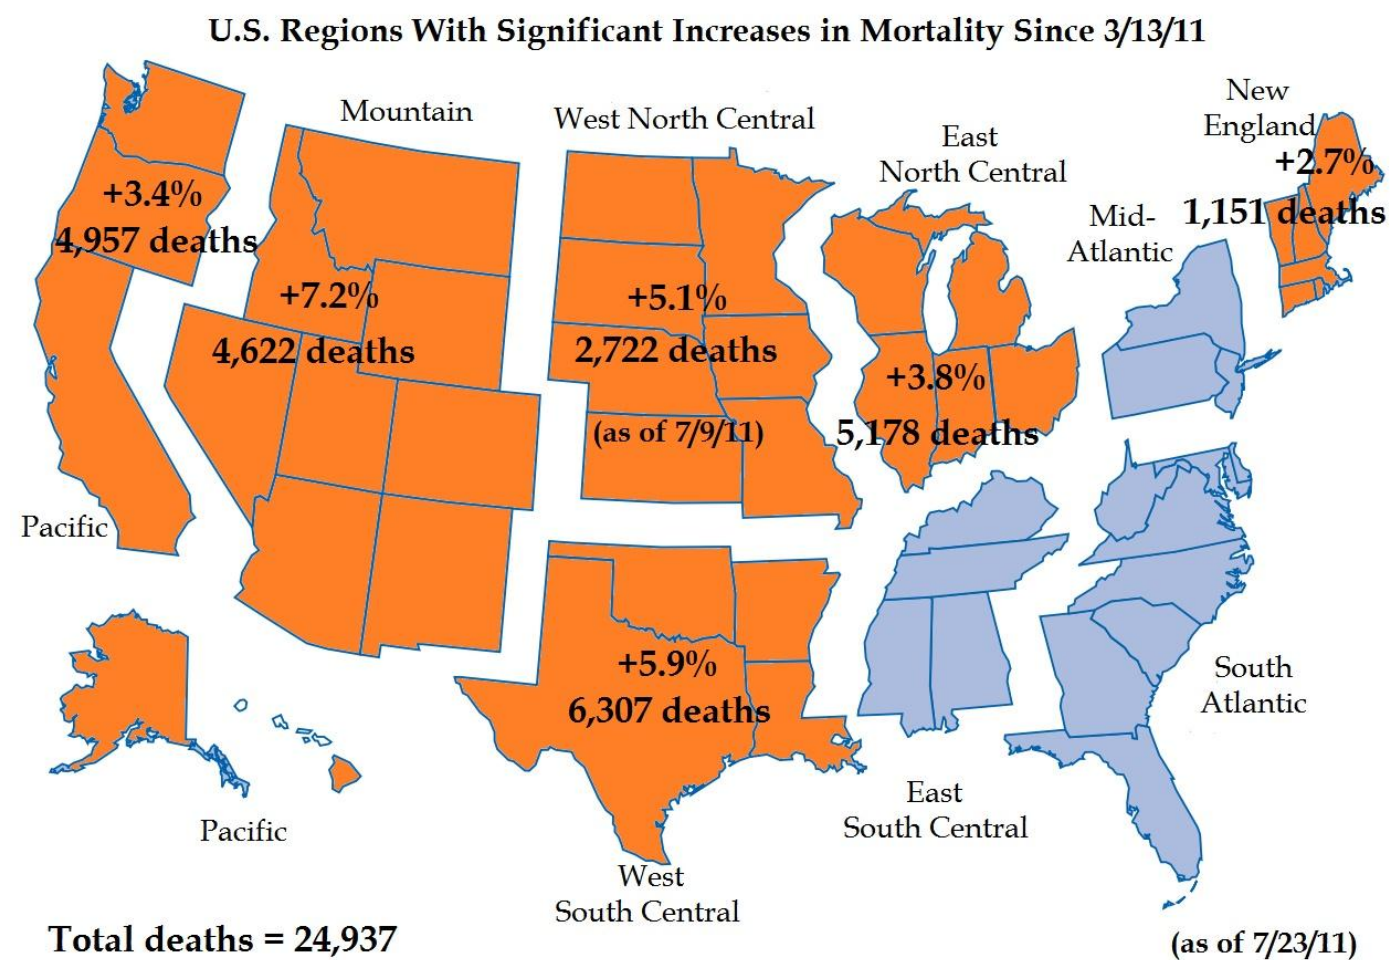 U.S. Regions With Significant Increases in Mortality Since 3/13/11
Mountain
West North Central
East
North Central
New
England
+2.7%
1,151 deaths
Mid-
Atlantic
+3.4%
4,957 deaths
+7.2%
4,622 deaths
+5.1%
2,722 deaths
(as of 7/9/11)
+3.8%
5,178 deaths
Pacific
+5.9%
6,307 deaths
South
Atlantic
East
South Central
Pacific
West
South Central
Total deaths = 24,937
(as of 7/23/11)